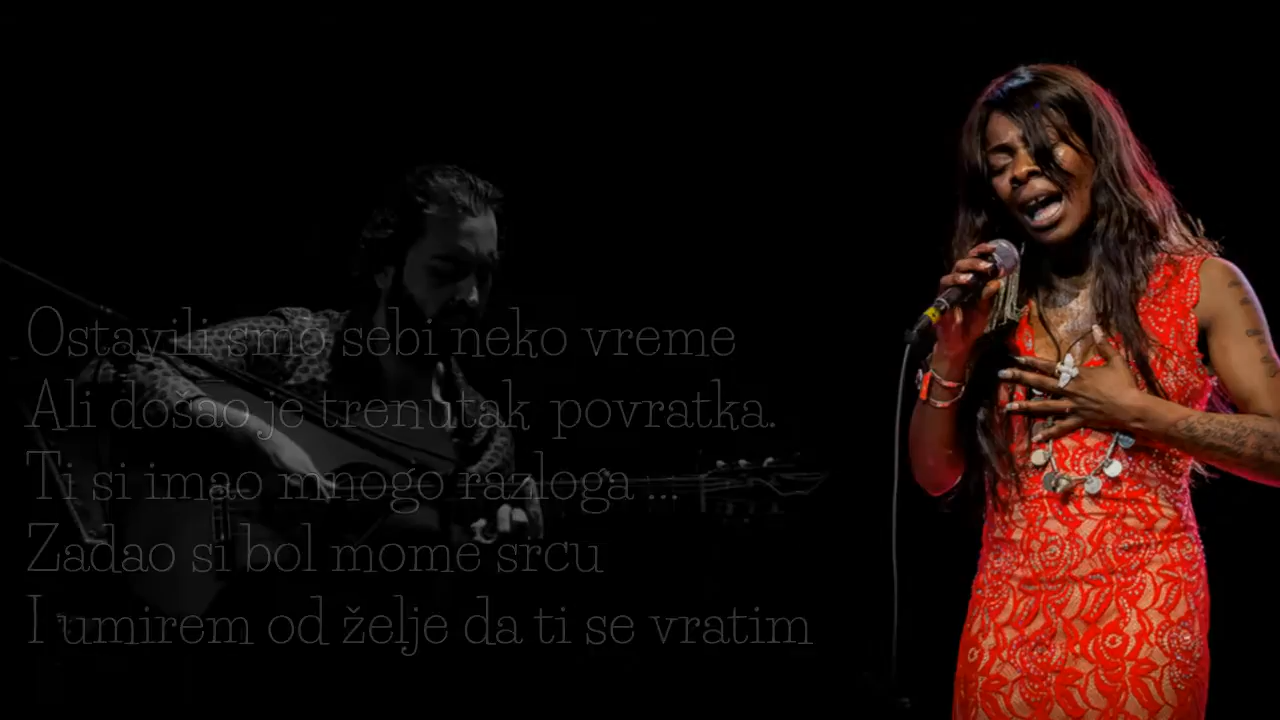 Ostavili smo sebi neko vreme
Ali došao je trenutak povratka.
Ti si imao mnogo razloga ...
Zadao si bol mome srcu
I umirem od želje da ti se vratim